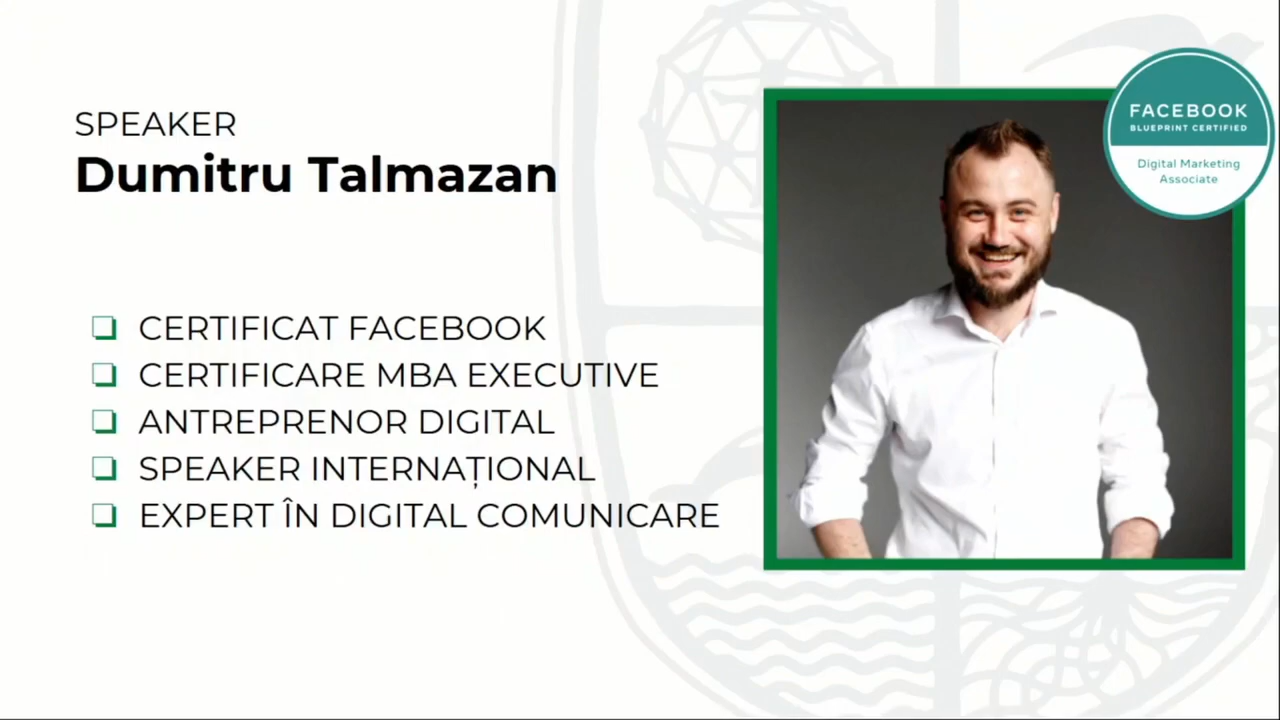 SPEAKER
Dumitru Talmazan
CERTIFICAT FACEBOOK
CERTIFICARE MBA EXECUTIVE
ANTREPRENOR DIGITAL
SPEAKER INTERNAȚIONAL
EXPERT ÎN DIGITAL COMUNICARE
FACEBOOK
BLUEPRINT CERTIFIED
Digital Marketing
Associate